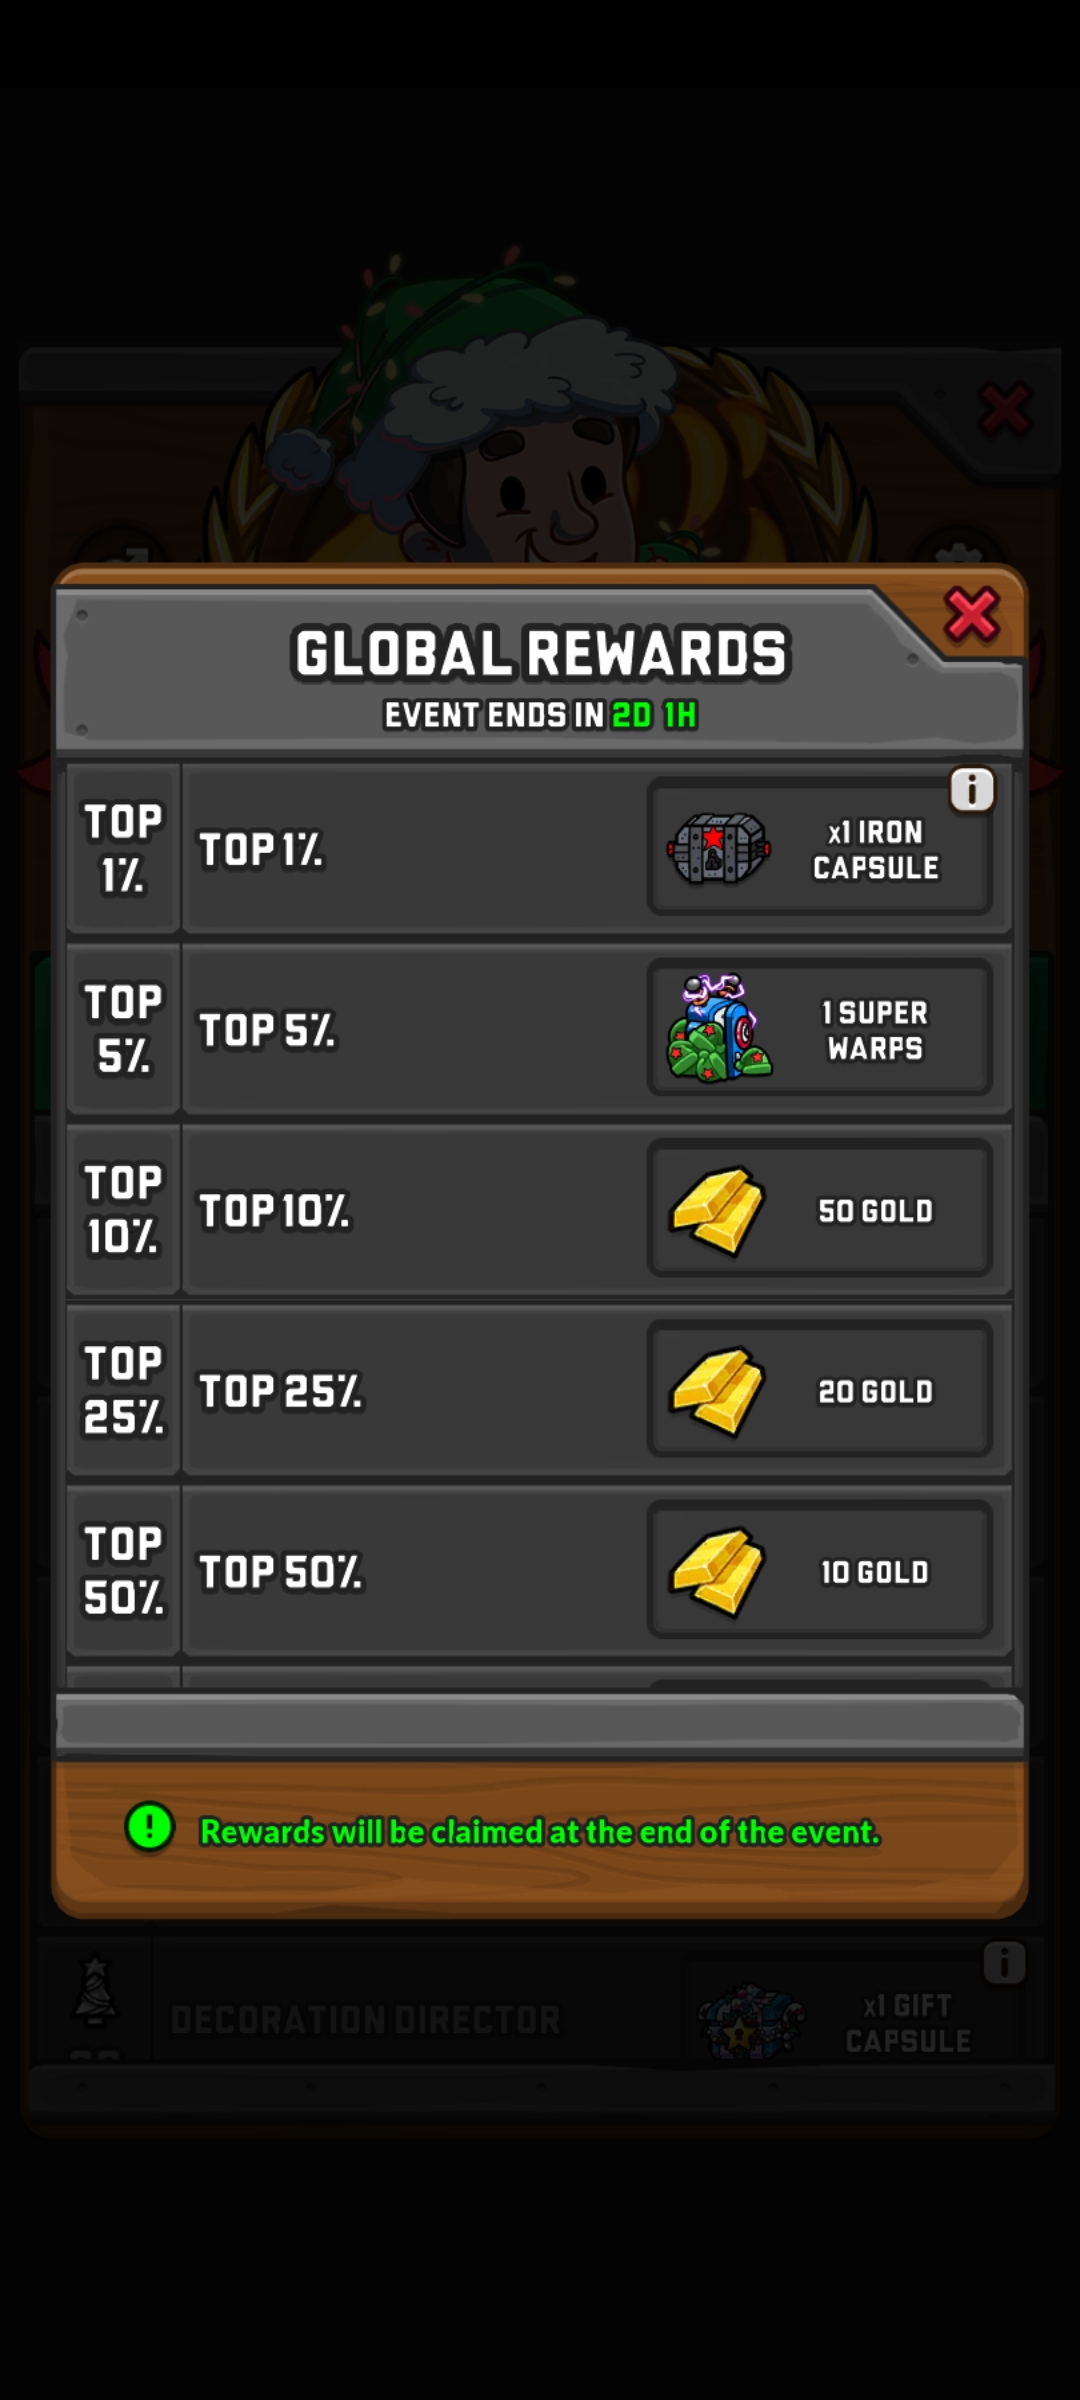 GLOBAL REWARDS
EVENT ENDS IN 2D 1H
TOP
1%
TOP 1%
x1 IRON
CAPSULE
TOP
5%
TOP 5%
1 SUPER
WARPS
TOP
10%
TOP 10%
50 GOLD
TOP
25%
TOP 25%
20 GOLD
TOP
50%
TOP 50%
10 GOLD
Rewards will be claimed at the end of the event.
DECORATION DIRECTOR
x1 GIFT
CAPSULE